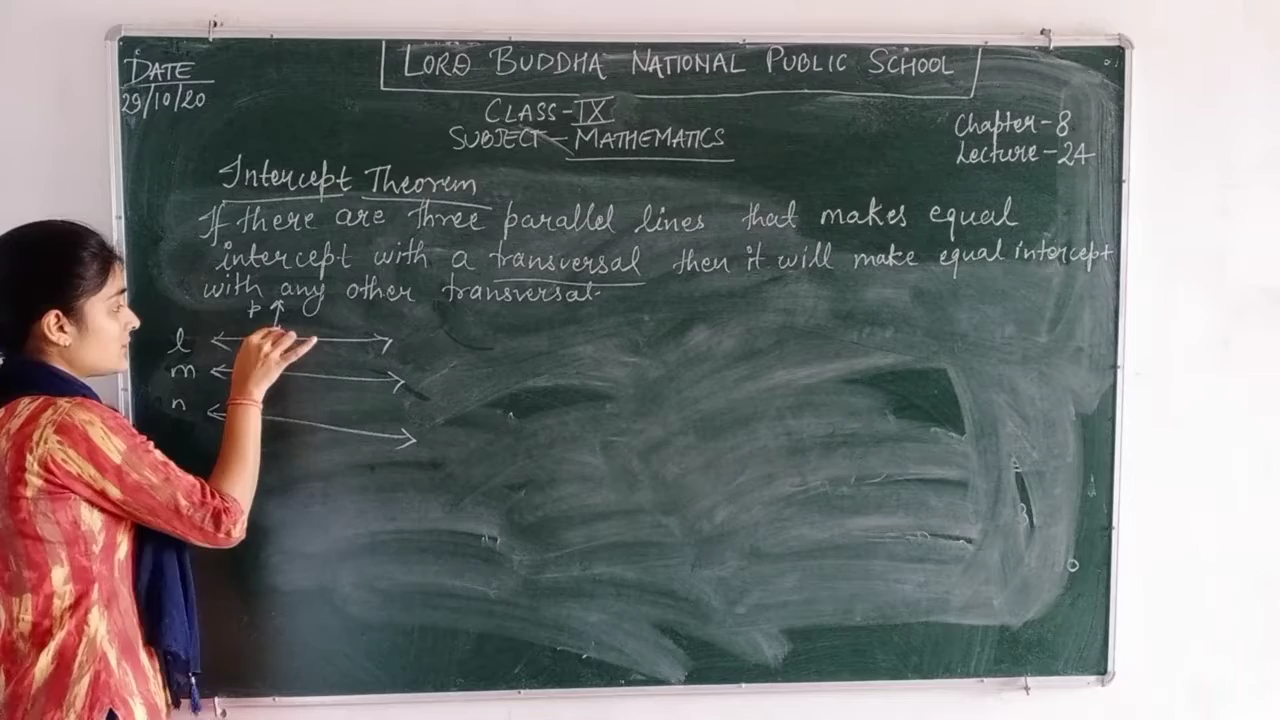 DATE
29/10/20
LORD BUDDHA NATIONAL PUBLIC SCHOOL
CLASS-IX
SUBJECT-MATHEMATICS
Chapter-8
Lecture-24
Intercept Theorem
If there are three parallel lines that makes equal
intercept with a transversal then it will make equal intercept
with any other transversal.
p
l
m
n